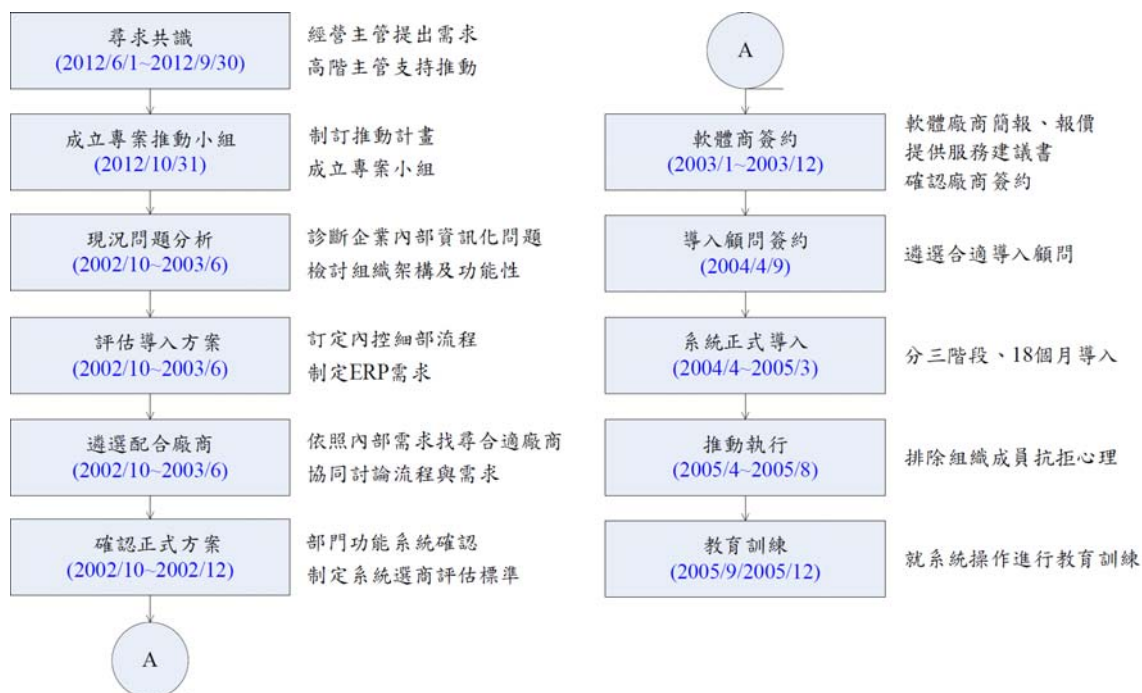 尋求共識
(2012/6/1~2012/9/30)
經營主管提出需求
高階主管支持推動
成立專案推動小組
(2012/10/31)
制訂推動計畫
成立專案小組
現況問題分析
(2002/10~2003/6)
診斷企業內部資訊化問題
檢討組織架構及功能性
評估導入方案
(2002/10~2003/6)
訂定內控細部流程
制定ERP需求
遴選配合廠商
(2002/10~2003/6)
依照內部需求找尋合適廠商
協同討論流程與需求
確認正式方案
(2002/10~2002/12)
部門功能系統確認
制定系統選商評估標準
A
A
軟體商簽約
(2003/1~2003/12)
軟體廠商簡報、報價
提供服務建議書
確認廠商簽約
導入顧問簽約
(2004/4/9)
遴選合適導入顧問
系統正式導入
(2004/4~2005/3)
分三階段、18個月導入
推動執行
(2005/4~2005/8)
排除組織成員抗拒心理
教育訓練
(2005/9/2005/12)
就系統操作進行教育訓練